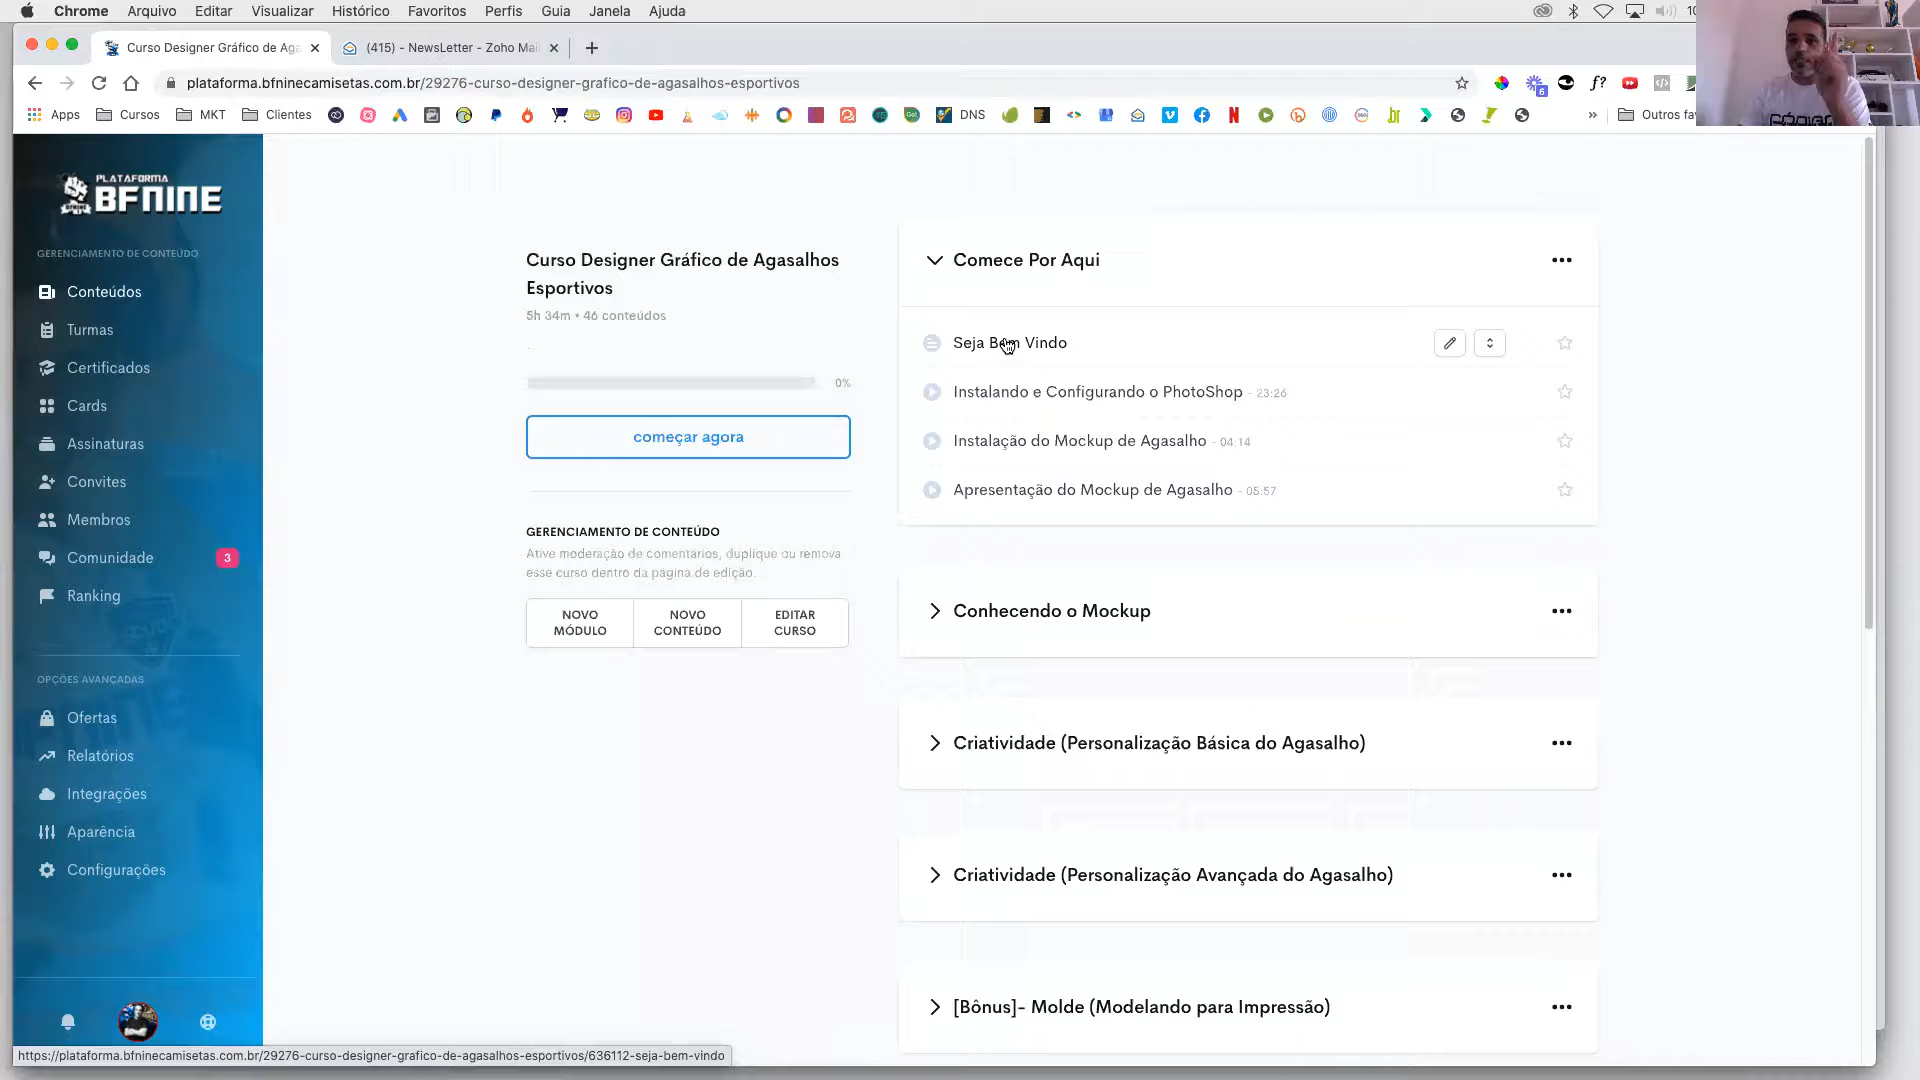 Chrome Arquivo Editar Visualizar Histórico Favoritos Perfis Guia Janela Ajuda
Curso Designer Gráfico de Aga
(415) - NewsLetter - Zoho Mai
plataforma.bfninecamisetas.com.br/29276-curso-designer-grafico-de-agasalhos-esportivos
f?
6
Apps Cursos MKT Clientes DNS » Outros fav
PLATAFORMA
BFNINE
GERENCIAMENTO DE CONTEÚDO
Conteúdos
Turmas
Certificados
Cards
Assinaturas
Convites
Membros
Comunidade 3
Ranking
OPÇÕES AVANÇADAS
Ofertas
Relatórios
Integrações
Aparência
Configurações
Curso Designer Gráfico de Agasalhos
Esportivos
5h 34m • 46 conteúdos
0%
começar agora
GERENCIAMENTO DE CONTEÚDO
Ative moderação de comentários, duplique ou remova
esse curso dentro da página de edição.
NOVO
MÓDULO
NOVO
CONTEÚDO
EDITAR
CURSO
Comece Por Aqui
Seja Bem Vindo
Instalando e Configurando o PhotoShop - 23:26
Instalação do Mockup de Agasalho - 04:14
Apresentação do Mockup de Agasalho - 05:57
Conhecendo o Mockup
Criatividade (Personalização Básica do Agasalho)
Criatividade (Personalização Avançada do Agasalho)
[Bônus]- Molde (Modelando para Impressão)
https://plataforma.bfninecamisetas.com.br/29276-curso-designer-grafico-de-agasalhos-esportivos/636112-seja-bem-vindo